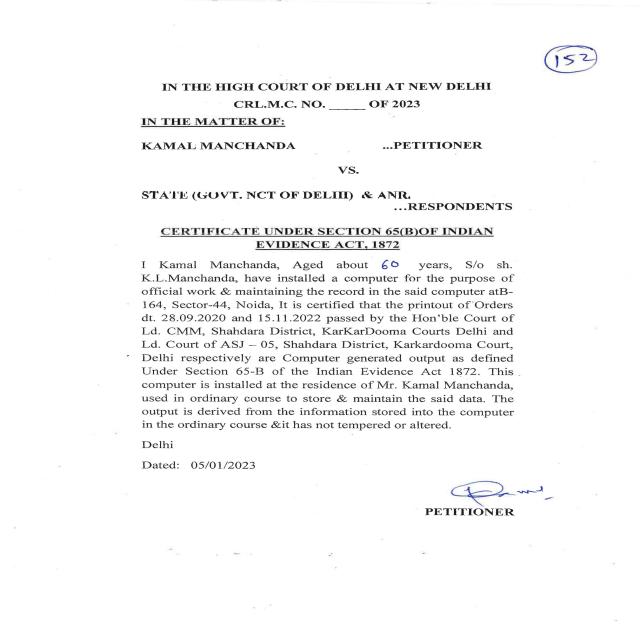 152
IN THE HIGH COURT OF DELHI AT NEW DELHI
CRL.M.C. NO. _____ OF 2023
IN THE MATTER OF:
KAMAL MANCHANDA ...PETITIONER
VS.
STATE (GOVT. NCT OF DELHI) & ANR.
...RESPONDENTS
CERTIFICATE UNDER SECTION 65(B)OF INDIAN
EVIDENCE ACT, 1872
I Kamal Manchanda, Aged about 60 years, S/o sh.
K.L.Manchanda, have installed a computer for the purpose of
official work & maintaining the record in the said computer atB-
164, Sector-44, Noida, It is certified that the printout of Orders
dt. 28.09.2020 and 15.11.2022 passed by the Hon'ble Court of
Ld. CMM, Shahdara District, KarKarDooma Courts Delhi and
Ld. Court of ASJ – 05, Shahdara District, Karkardooma Court,
Delhi respectively are Computer generated output as defined
Under Section 65-B of the Indian Evidence Act 1872. This
computer is installed at the residence of Mr. Kamal Manchanda,
used in ordinary course to store & maintain the said data. The
output is derived from the information stored into the computer
in the ordinary course &it has not tempered or altered.
Delhi
Dated: 05/01/2023
PETITIONER